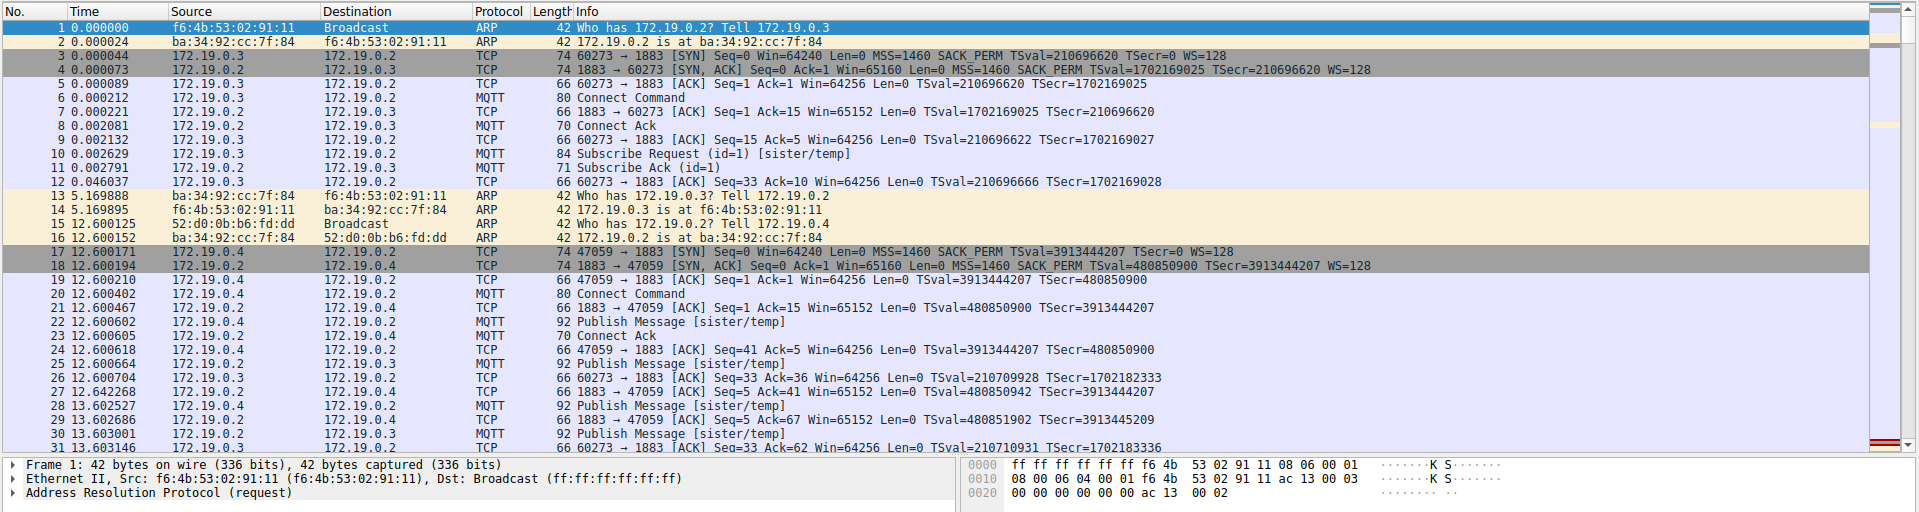 No. Time Source Destination Protocol Length Info
1 0.000000 f6:4b:53:02:91:11 Broadcast ARP 42 Who has 172.19.0.2? Tell 172.19.0.3
2 0.000024 ba:34:92:cc:7f:84 f6:4b:53:02:91:11 ARP 42 172.19.0.2 is at ba:34:92:cc:7f:84
3 0.000044 172.19.0.3 172.19.0.2 TCP 74 60273 → 1883 [SYN] Seq=0 Win=64240 Len=0 MSS=1460 SACK_PERM TSval=210696620 TSecr=0 WS=128
4 0.000073 172.19.0.2 172.19.0.3 TCP 74 1883 → 60273 [SYN, ACK] Seq=0 Ack=1 Win=65160 Len=0 MSS=1460 SACK_PERM TSval=1702169025 TSecr=210696620 WS=128
5 0.000089 172.19.0.3 172.19.0.2 TCP 66 60273 → 1883 [ACK] Seq=1 Ack=1 Win=64256 Len=0 TSval=210696620 TSecr=1702169025
6 0.000212 172.19.0.3 172.19.0.2 MQTT 80 Connect Command
7 0.000221 172.19.0.2 172.19.0.3 TCP 66 1883 → 60273 [ACK] Seq=1 Ack=15 Win=65152 Len=0 TSval=1702169025 TSecr=210696620
8 0.002081 172.19.0.2 172.19.0.3 MQTT 70 Connect Ack
9 0.002132 172.19.0.3 172.19.0.2 TCP 66 60273 → 1883 [ACK] Seq=15 Ack=5 Win=64256 Len=0 TSval=210696622 TSecr=1702169027
10 0.002629 172.19.0.3 172.19.0.2 MQTT 84 Subscribe Request (id=1) [sister/temp]
11 0.002791 172.19.0.2 172.19.0.3 MQTT 71 Subscribe Ack (id=1)
12 0.046037 172.19.0.3 172.19.0.2 TCP 66 60273 → 1883 [ACK] Seq=33 Ack=10 Win=64256 Len=0 TSval=210696666 TSecr=1702169028
13 5.169888 ba:34:92:cc:7f:84 f6:4b:53:02:91:11 ARP 42 Who has 172.19.0.3? Tell 172.19.0.2
14 5.169895 f6:4b:53:02:91:11 ba:34:92:cc:7f:84 ARP 42 172.19.0.3 is at f6:4b:53:02:91:11
15 12.600125 52:d0:0b:b6:fd:dd Broadcast ARP 42 Who has 172.19.0.2? Tell 172.19.0.4
16 12.600152 ba:34:92:cc:7f:84 52:d0:0b:b6:fd:dd ARP 42 172.19.0.2 is at ba:34:92:cc:7f:84
17 12.600171 172.19.0.4 172.19.0.2 TCP 74 47059 → 1883 [SYN] Seq=0 Win=64240 Len=0 MSS=1460 SACK_PERM TSval=3913444207 TSecr=0 WS=128
18 12.600194 172.19.0.2 172.19.0.4 TCP 74 1883 → 47059 [SYN, ACK] Seq=0 Ack=1 Win=65160 Len=0 MSS=1460 SACK_PERM TSval=480850900 TSecr=3913444207 WS=128
19 12.600210 172.19.0.4 172.19.0.2 TCP 66 47059 → 1883 [ACK] Seq=1 Ack=1 Win=64256 Len=0 TSval=3913444207 TSecr=480850900
20 12.600402 172.19.0.4 172.19.0.2 MQTT 80 Connect Command
21 12.600467 172.19.0.2 172.19.0.4 TCP 66 1883 → 47059 [ACK] Seq=1 Ack=15 Win=65152 Len=0 TSval=480850900 TSecr=3913444207
22 12.600602 172.19.0.4 172.19.0.2 MQTT 92 Publish Message [sister/temp]
23 12.600605 172.19.0.2 172.19.0.4 MQTT 70 Connect Ack
24 12.600618 172.19.0.4 172.19.0.2 TCP 66 47059 → 1883 [ACK] Seq=41 Ack=5 Win=64256 Len=0 TSval=3913444207 TSecr=480850900
25 12.600664 172.19.0.2 172.19.0.3 MQTT 92 Publish Message [sister/temp]
26 12.600704 172.19.0.3 172.19.0.2 TCP 66 60273 → 1883 [ACK] Seq=33 Ack=36 Win=64256 Len=0 TSval=210709928 TSecr=1702182333
27 12.642268 172.19.0.2 172.19.0.4 TCP 66 1883 → 47059 [ACK] Seq=5 Ack=41 Win=65152 Len=0 TSval=480850942 TSecr=3913444207
28 13.602527 172.19.0.4 172.19.0.2 MQTT 92 Publish Message [sister/temp]
29 13.602686 172.19.0.2 172.19.0.4 TCP 66 1883 → 47059 [ACK] Seq=5 Ack=67 Win=65152 Len=0 TSval=480851902 TSecr=3913445209
30 13.603001 172.19.0.2 172.19.0.3 MQTT 92 Publish Message [sister/temp]
31 13.603146 172.19.0.3 172.19.0.2 TCP 66 60273 → 1883 [ACK] Seq=33 Ack=62 Win=64256 Len=0 TSval=210710931 TSecr=1702183336
Frame 1: 42 bytes on wire (336 bits), 42 bytes captured (336 bits)
Ethernet II, Src: f6:4b:53:02:91:11 (f6:4b:53:02:91:11), Dst: Broadcast (ff:ff:ff:ff:ff:ff)
Address Resolution Protocol (request)
0000 ff ff ff ff ff ff f6 4b 53 02 91 11 08 06 00 01 ·······K S·······
0010 08 00 06 04 00 01 f6 4b 53 02 91 11 ac 13 00 03 ·······K S·······
0020 00 00 00 00 00 00 ac 13 00 02 ········ ··